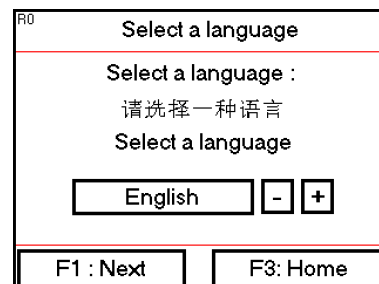 R0
Select a language
Select a language :
请选择一种语言
Select a language
English - +
F1 : Next F3: Home